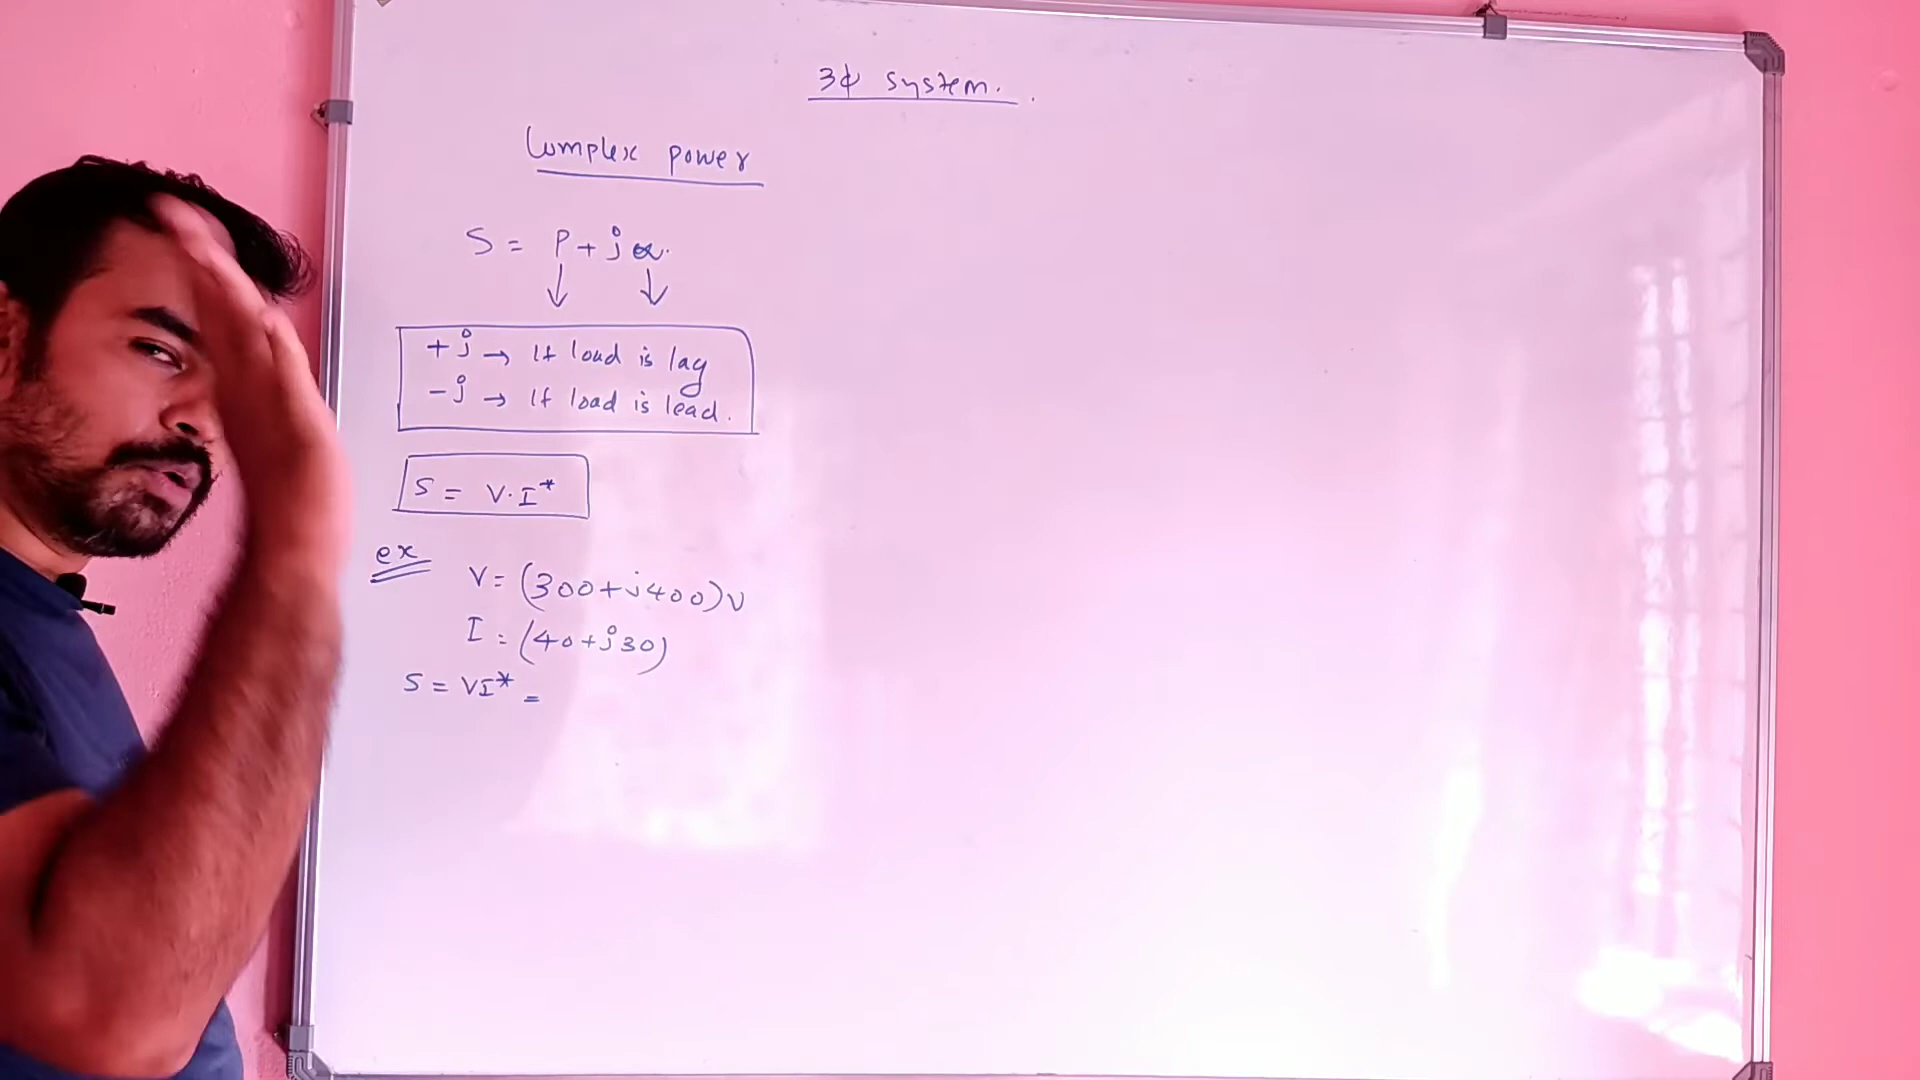 3ϕ system.
Complex power
S = P + jQ.
+j → If load is lag
-j → If load is lead.
S = V·I*
ex
V = (300+j400)V
I = (40+j30)
S = VI* =